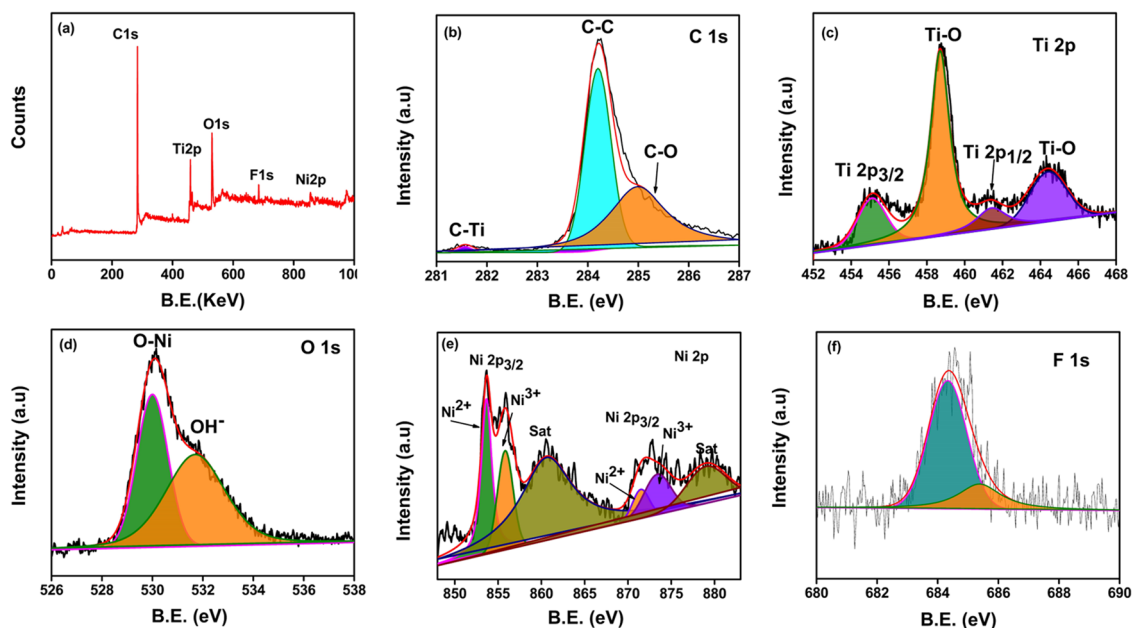 (a)
C1s
O1s
Ti2p
F1s
Ni2p
Counts
0 200 400 600 800 100
B.E.(KeV)
(b)
C-C
C 1s
C-O
C-Ti
Intensity (a.u)
281 282 283 284 285 286 287
B.E. (eV)
(c)
Ti-O
Ti 2p
Ti 2p3/2
Ti 2p1/2
Ti-O
Intensity (a.u)
452 454 456 458 460 462 464 466 468
B.E. (eV)
(d)
O-Ni
O 1s
OH-
Intensity (a.u)
526 528 530 532 534 536 538
B.E. (eV)
(e)
Ni 2p3/2
Ni 2p
Ni2+
Ni3+
Sat
Ni 2p3/2
Ni3+
Sat
Ni2+
Intensity (a.u)
850 860 870 880
B.E. (eV)
(f)
F 1s
Intensity (a.u)
680 682 684 686 688 690
B.E. (eV)